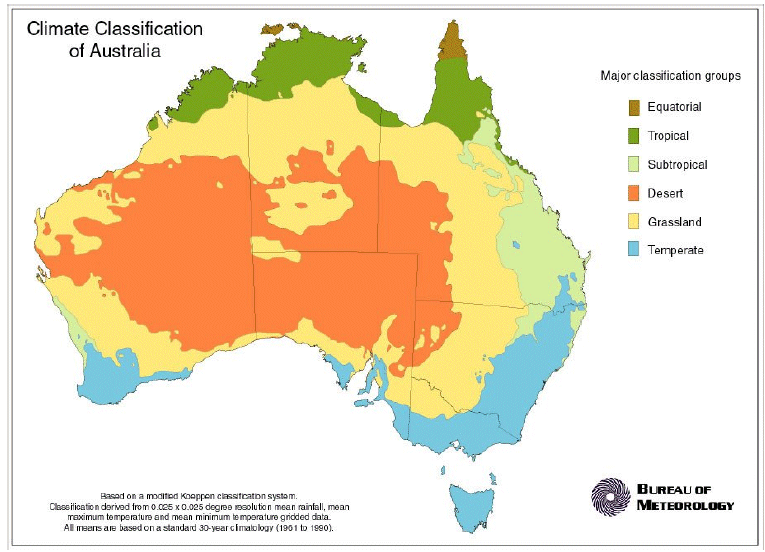 Climate Classification
of Australia
Major classification groups
Equatorial
Tropical
Subtropical
Desert
Grassland
Temperate
Based on a modified Koeppen classification system.
Classification derived from 0.025 x 0.025 degree resolution mean rainfall, mean
maximum temperature and mean minimum temperature gridded data.
All means are based on a standard 30-year climatology (1961 to 1990).
BUREAU OF
METEOROLOGY